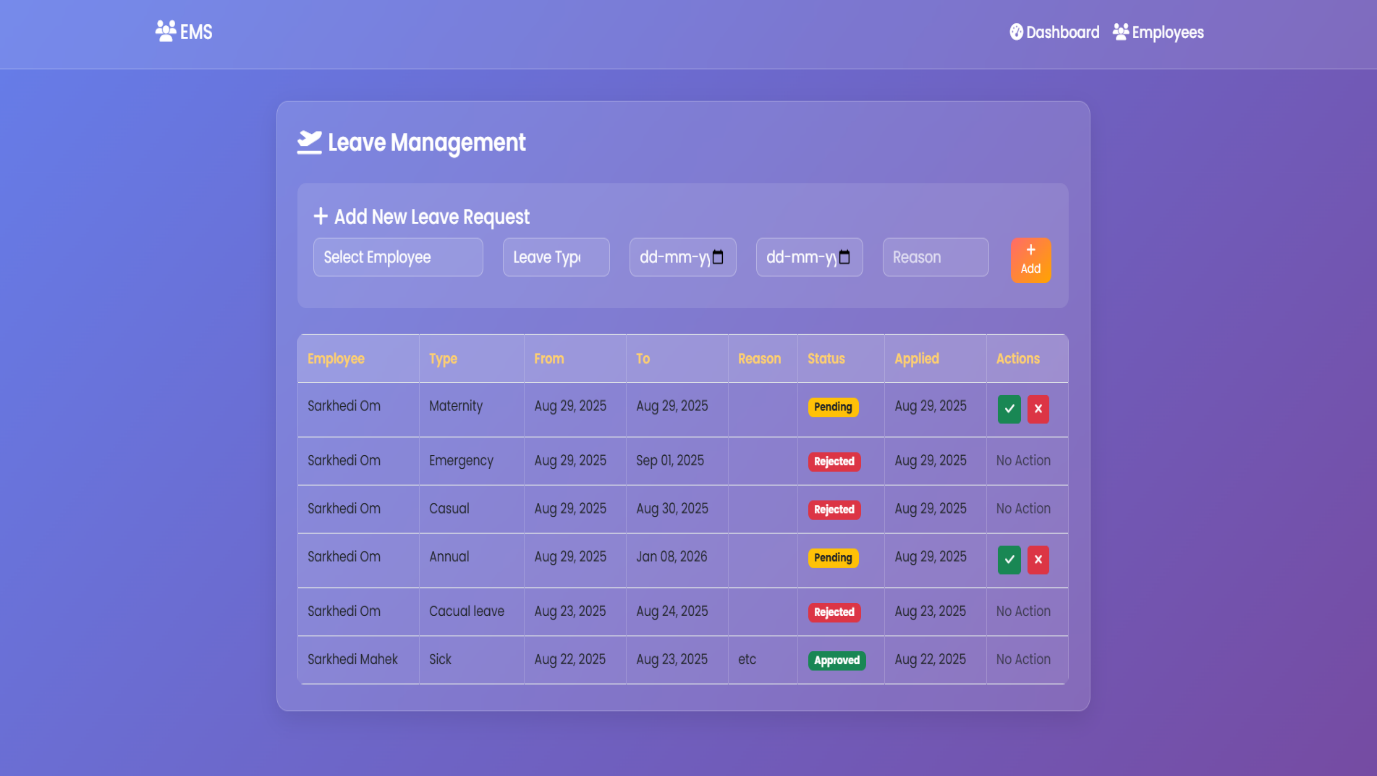 EMS Dashboard Employees
Leave Management
+ Add New Leave Request
Select Employee Leave Type dd-mm-yy dd-mm-yy Reason + Add
Employee Type From To Reason Status Applied Actions
Sarkhedi Om Maternity Aug 29, 2025 Aug 29, 2025 Pending Aug 29, 2025
Sarkhedi Om Emergency Aug 29, 2025 Sep 01, 2025 Rejected Aug 29, 2025 No Action
Sarkhedi Om Casual Aug 29, 2025 Aug 30, 2025 Rejected Aug 29, 2025 No Action
Sarkhedi Om Annual Aug 29, 2025 Jan 08, 2026 Pending Aug 29, 2025
Sarkhedi Om Cacual leave Aug 23, 2025 Aug 24, 2025 Rejected Aug 23, 2025 No Action
Sarkhedi Mahek Sick Aug 22, 2025 Aug 23, 2025 etc Approved Aug 22, 2025 No Action